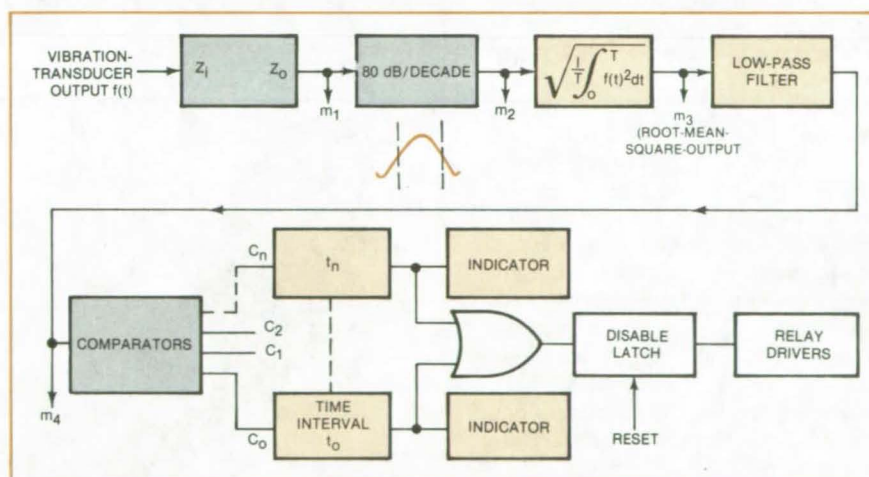 VIBRATION-
TRANSDUCER
OUTPUT f(t)
Zi
Zo
m1
80 dB/DECADE
m2
√(1/T ∫₀ᵀ f(t)²dt)
m3
(ROOT-MEAN-
SQUARE-OUTPUT
LOW-PASS
FILTER
COMPARATORS
m4
Cn
C2
C1
Co
tn
TIME
INTERVAL
to
INDICATOR
INDICATOR
DISABLE
LATCH
RESET
RELAY
DRIVERS